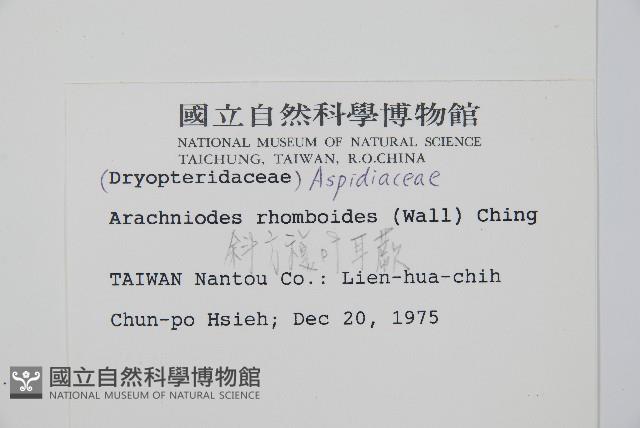 國立自然科學博物館
NATIONAL MUSEUM OF NATURAL SCIENCE
TAICHUNG, TAIWAN, R.O.CHINA
(Dryopteridaceae) Aspidiaceae
Arachniodes rhomboides (Wall) Ching
斜方複叶耳蕨
TAIWAN Nantou Co.: Lien-hua-chih
Chun-po Hsieh; Dec 20, 1975
國立自然科學博物館
NATIONAL MUSEUM OF NATURAL SCIENCE